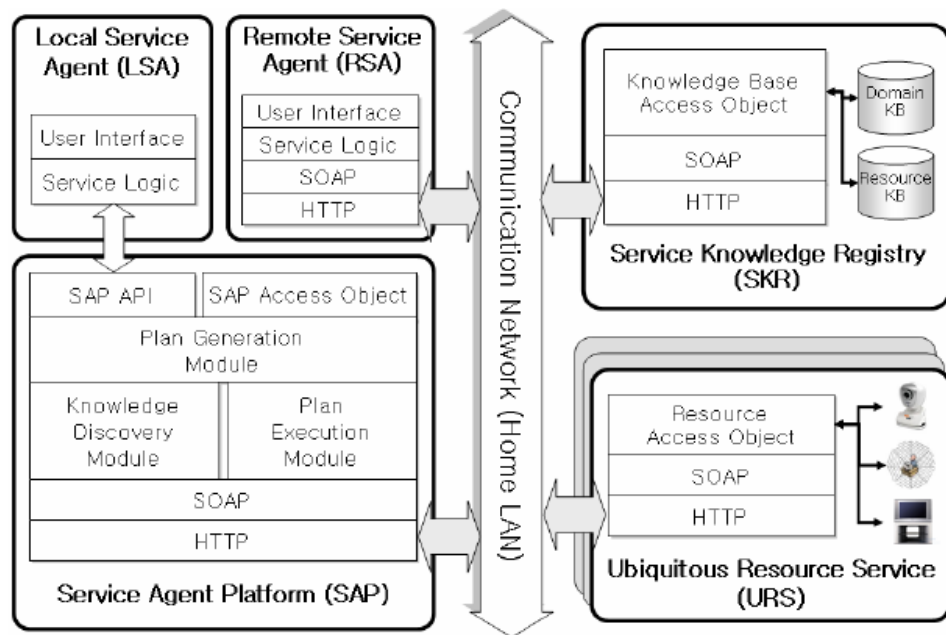 Local Service
Agent (LSA)
User Interface
Service Logic
Remote Service
Agent (RSA)
User Interface
Service Logic
SOAP
HTTP
SAP API
SAP Access Object
Plan Generation
Module
Knowledge
Discovery
Module
Plan
Execution
Module
SOAP
HTTP
Service Agent Platform (SAP)
Communication Network (Home LAN)
Knowledge Base
Access Object
SOAP
HTTP
Domain
KB
Resource
KB
Service Knowledge Registry
(SKR)
Resource
Access Object
SOAP
HTTP
Ubiquitous Resource Service
(URS)